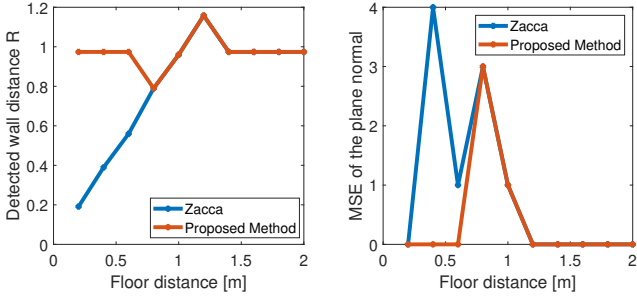 1.2
1
0.8
0.6
0.4
0.2
0
0 0.5 1 1.5 2
Floor distance [m]
Detected wall distance R
Zacca
Proposed Method
4
3
2
1
0
0 0.5 1 1.5 2
Floor distance [m]
MSE of the plane normal
Zacca
Proposed Method